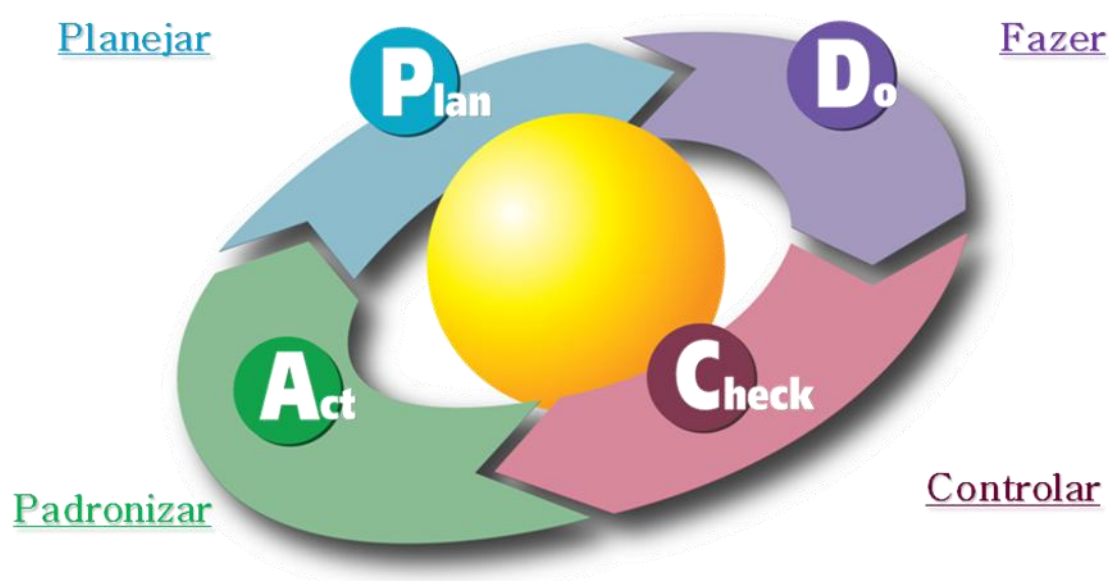 Planejar
Plan
Do
Fazer
Act
Check
Padronizar
Controlar